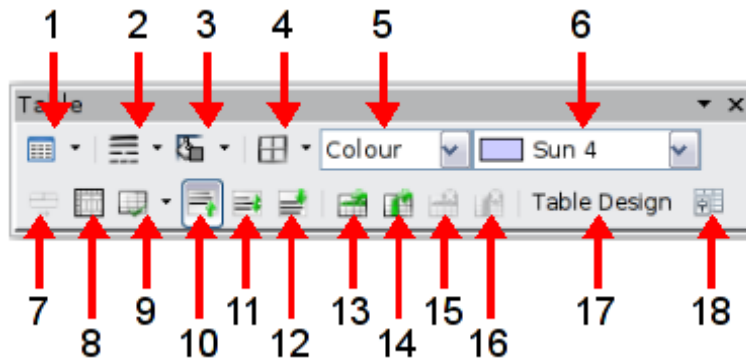 1 2 3 4 5 6
Table
Colour Sun 4
Table Design
7 9 11 13 15 17 18
8 10 12 14 16